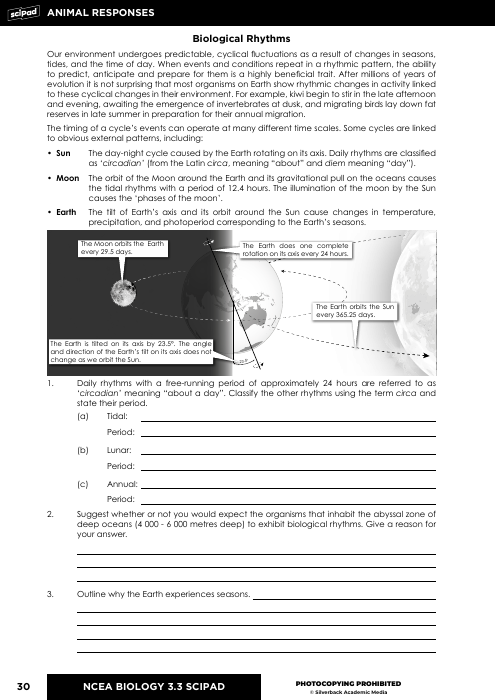 scipad ANIMAL RESPONSES
Biological Rhythms
Our environment undergoes predictable, cyclical fluctuations as a result of changes in seasons,
tides, and the time of day. When events and conditions repeat in a rhythmic pattern, the ability
to predict, anticipate and prepare for them is a highly beneficial trait. After millions of years of
evolution it is not surprising that most organisms on Earth show rhythmic changes in activity linked
to these cyclical changes in their environment. For example, kiwi begin to stir in the late afternoon
and evening, awaiting the emergence of invertebrates at dusk, and migrating birds lay down fat
reserves in late summer in preparation for their annual migration.
The timing of a cycle's events can operate at many different time scales. Some cycles are linked
to obvious external patterns, including:
• Sun The day-night cycle caused by the Earth rotating on its axis. Daily rhythms are classified
as 'circadian' (from the Latin circa, meaning "about" and diem meaning "day").
• Moon The orbit of the Moon around the Earth and its gravitational pull on the oceans causes
the tidal rhythms with a period of 12.4 hours. The illumination of the moon by the Sun
causes the 'phases of the moon'.
• Earth The tilt of Earth's axis and its orbit around the Sun cause changes in temperature,
precipitation, and photoperiod corresponding to the Earth's seasons.
The Moon orbits the Earth
every 29.5 days.
The Earth does one complete
rotation on its axis every 24 hours.
The Earth orbits the Sun
every 365.25 days.
The Earth is tilted on its axis by 23.5°. The angle
and direction of the Earth's tilt on its axis does not
change as we orbit the Sun.
23.5°
1. Daily rhythms with a free-running period of approximately 24 hours are referred to as
'circadian' meaning "about a day". Classify the other rhythms using the term circa and
state their period.
(a) Tidal:
Period:
(b) Lunar:
Period:
(c) Annual:
Period:
2. Suggest whether or not you would expect the organisms that inhabit the abyssal zone of
deep oceans (4 000 - 6 000 metres deep) to exhibit biological rhythms. Give a reason for
your answer.
3. Outline why the Earth experiences seasons.
30 NCEA BIOLOGY 3.3 SCIPAD PHOTOCOPYING PROHIBITED
© Silverback Academic Media